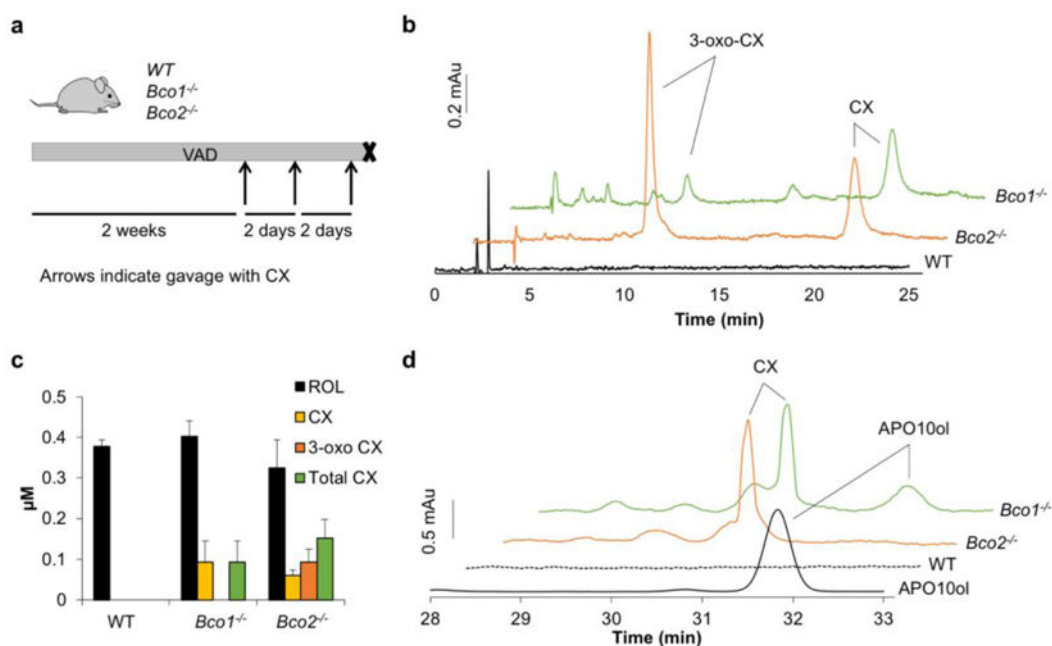 a
WT
Bco1-/-
Bco2-/-
VAD
2 weeks
2 days 2 days
Arrows indicate gavage with CX
b
0.2 mAu
3-oxo-CX
CX
Bco1-/-
Bco2-/-
WT
0 5 10 15 20 25
Time (min)
c
µM
0.5
0.4
0.3
0.2
0.1
0
ROL
CX
3-oxo CX
Total CX
WT Bco1-/- Bco2-/-
d
0.5 mAu
CX
APO10ol
Bco1-/-
Bco2-/-
WT
APO10ol
28 29 30 31 32 33
Time (min)